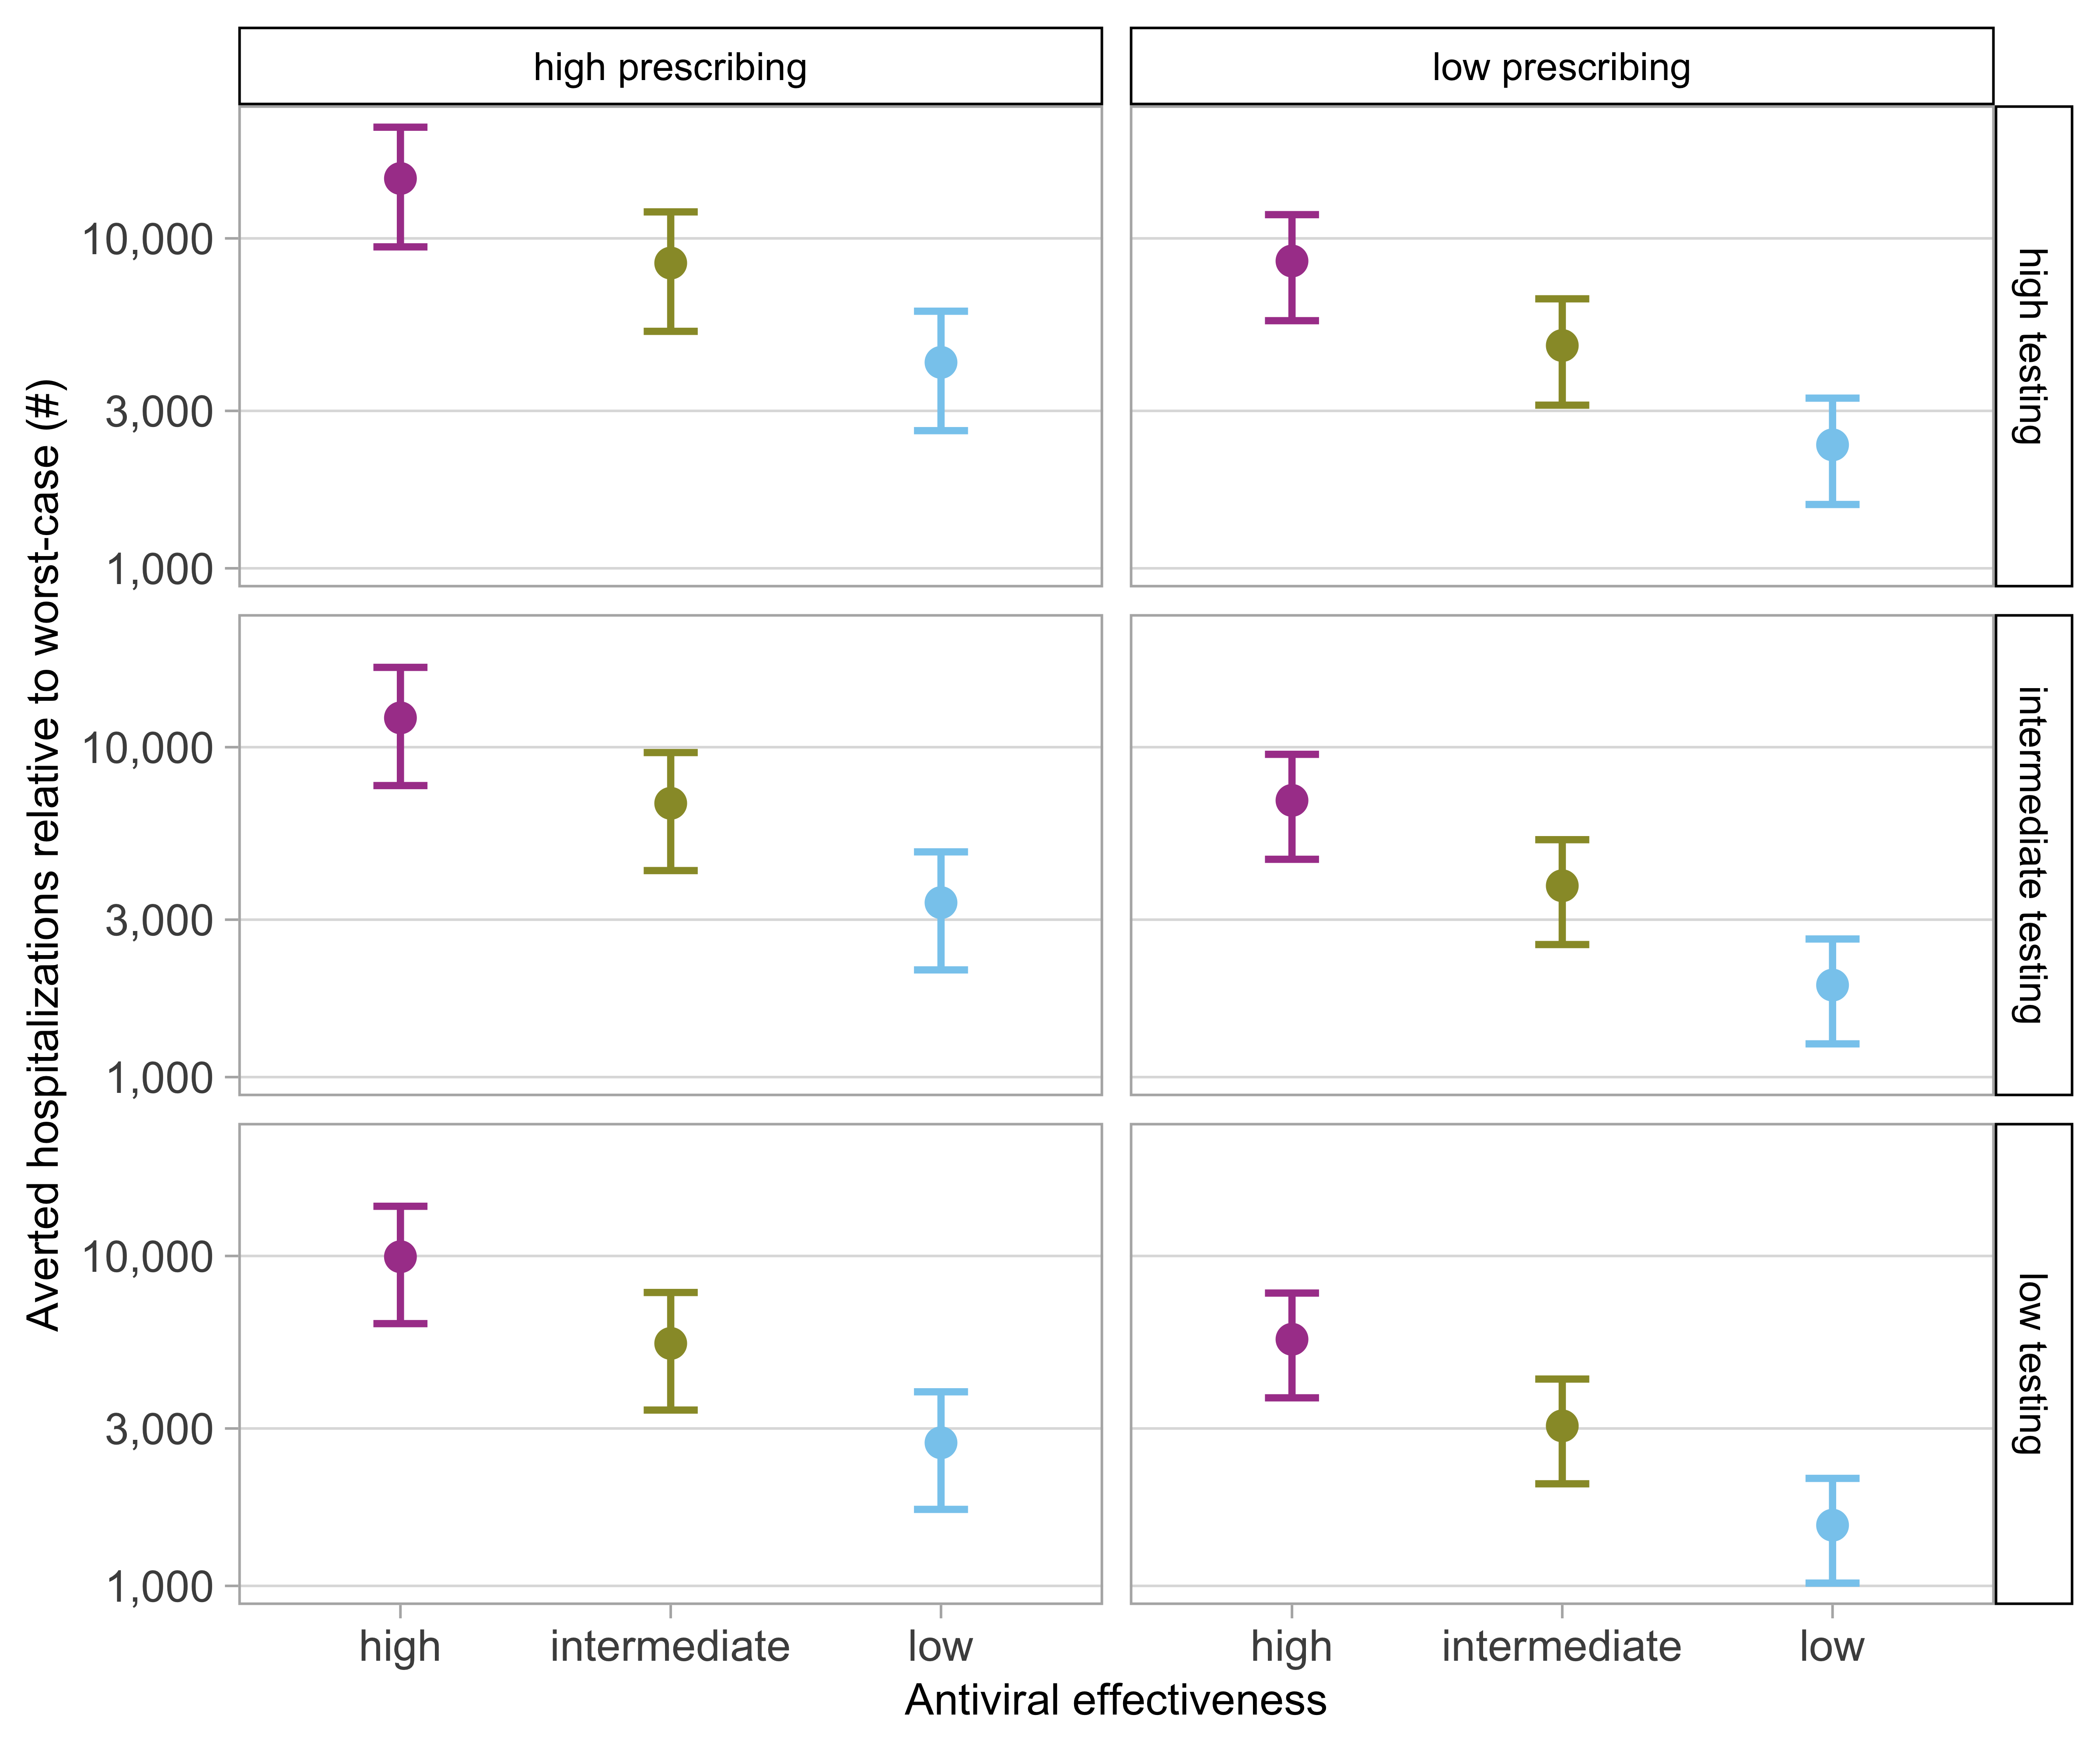 high prescribing
low prescribing
Averted hospitalizations relative to worst-case (#)
10,000
3,000
1,000
high testing
10,000
3,000
1,000
intermediate testing
10,000
3,000
1,000
low testing
high intermediate low
high intermediate low
Antiviral effectiveness